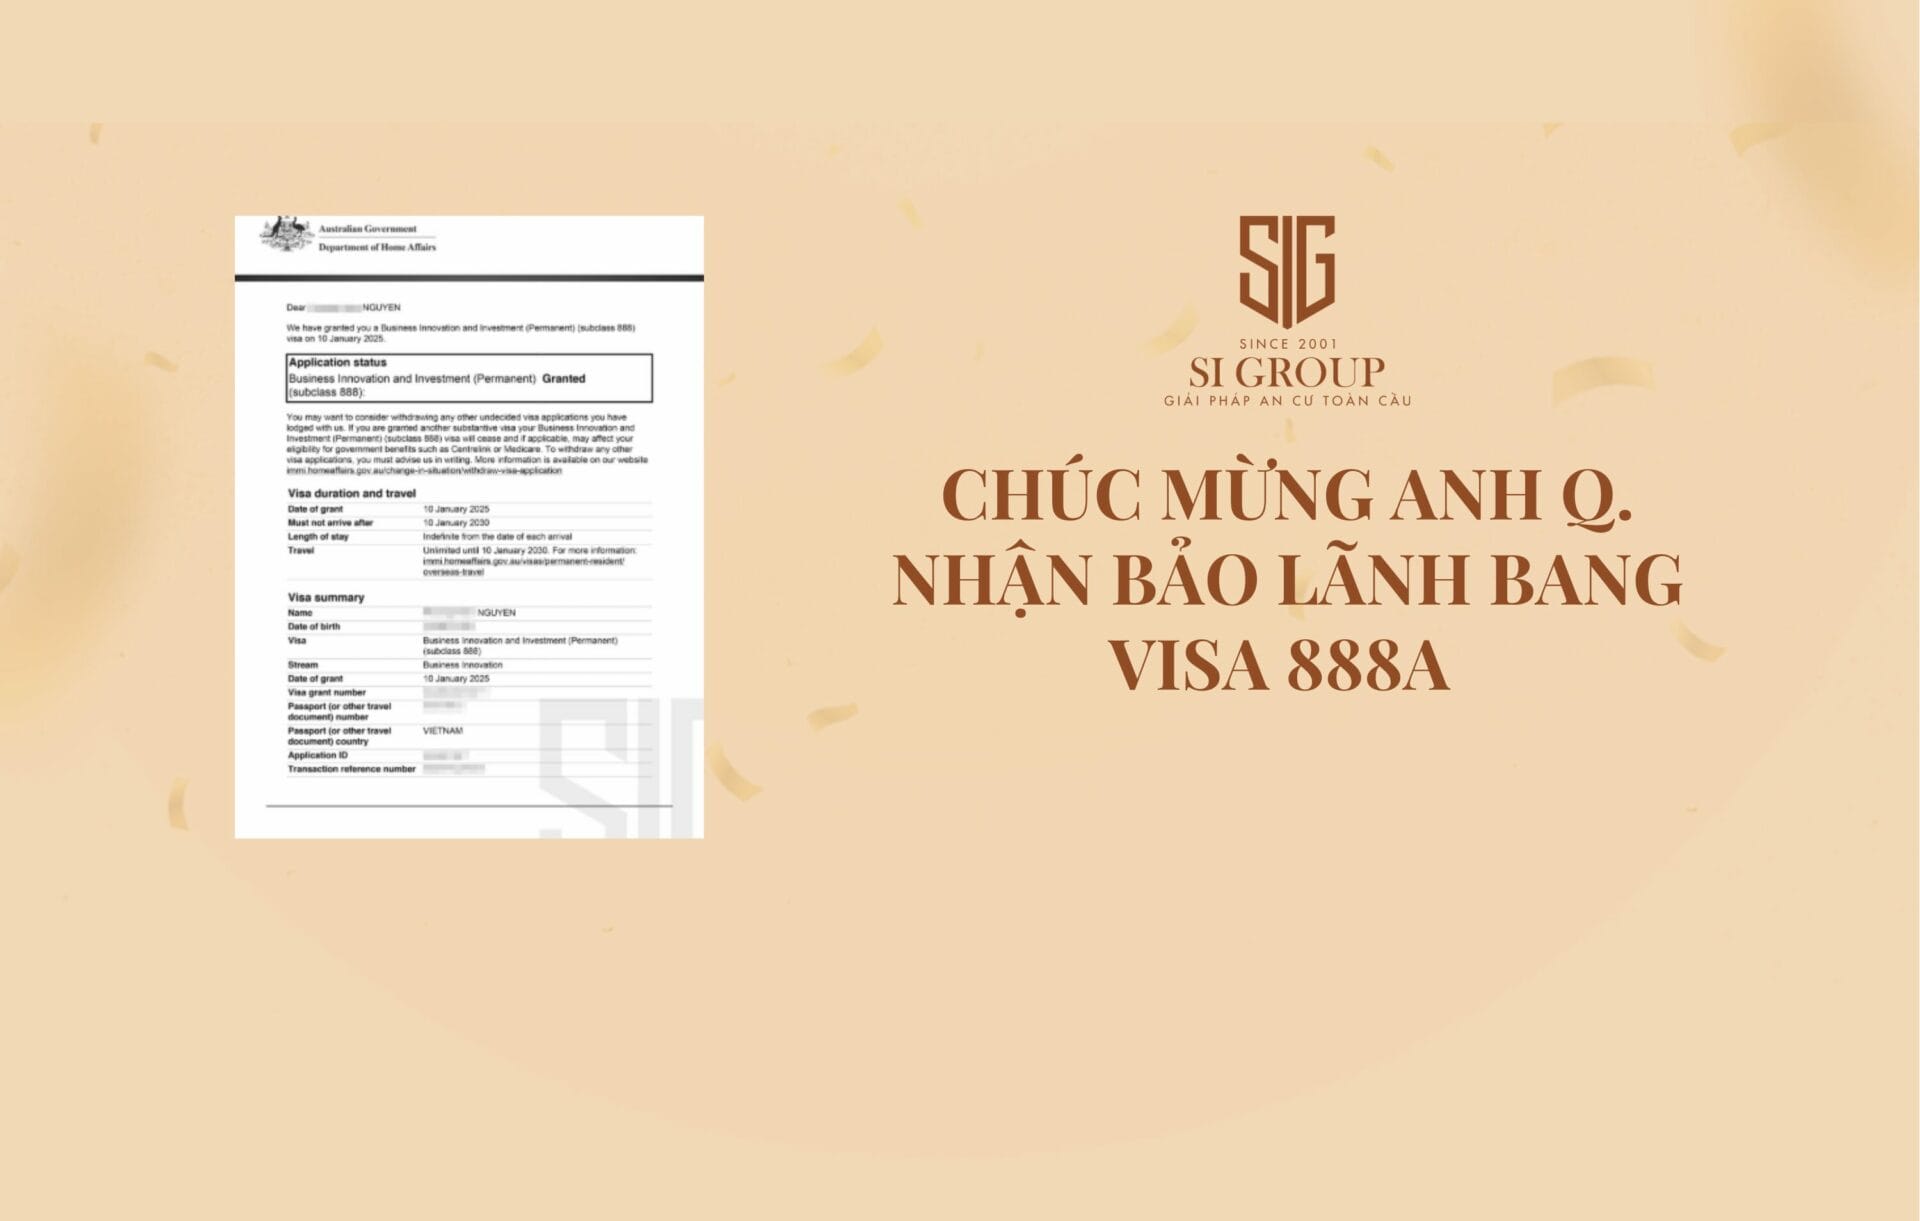 Australian Government
Department of Home Affairs
Dear NGUYEN
We have granted you a Business Innovation and Investment (Permanent) (subclass 888)
visa on 10 January 2025.
Application status
Business Innovation and Investment (Permanent) Granted
(subclass 888):
You may want to consider withdrawing any other undecided visa applications you have
lodged with us. If you are granted another substantive visa your Business Innovation and
Investment (Permanent) (subclass 888) visa will cease and if applicable, may affect your
eligibility for government benefits such as Centrelink or Medicare. To withdraw any other
visa applications, you must advise us in writing. More information is available on our website
immi.homeaffairs.gov.au/change-in-situation/withdraw-visa-application
Visa duration and travel
Date of grant 10 January 2025
Must not arrive after 10 January 2030
Length of stay Indefinite from the date of each arrival
Travel Unlimited until 10 January 2030. For more information:
immi.homeaffairs.gov.au/visas/permanent-resident/
overseas-travel
Visa summary
Name NGUYEN
Date of birth
Visa Business Innovation and Investment (Permanent)
(subclass 888)
Stream Business Innovation
Date of grant 10 January 2025
Visa grant number
Passport (or other travel
document) number
Passport (or other travel VIETNAM
document) country
Application ID
Transaction reference number
SIG
SIG
SINCE 2001
SI GROUP
GIẢI PHÁP AN CƯ TOÀN CẦU
CHÚC MỪNG ANH Q.
NHẬN BẢO LÃNH BANG
VISA 888A